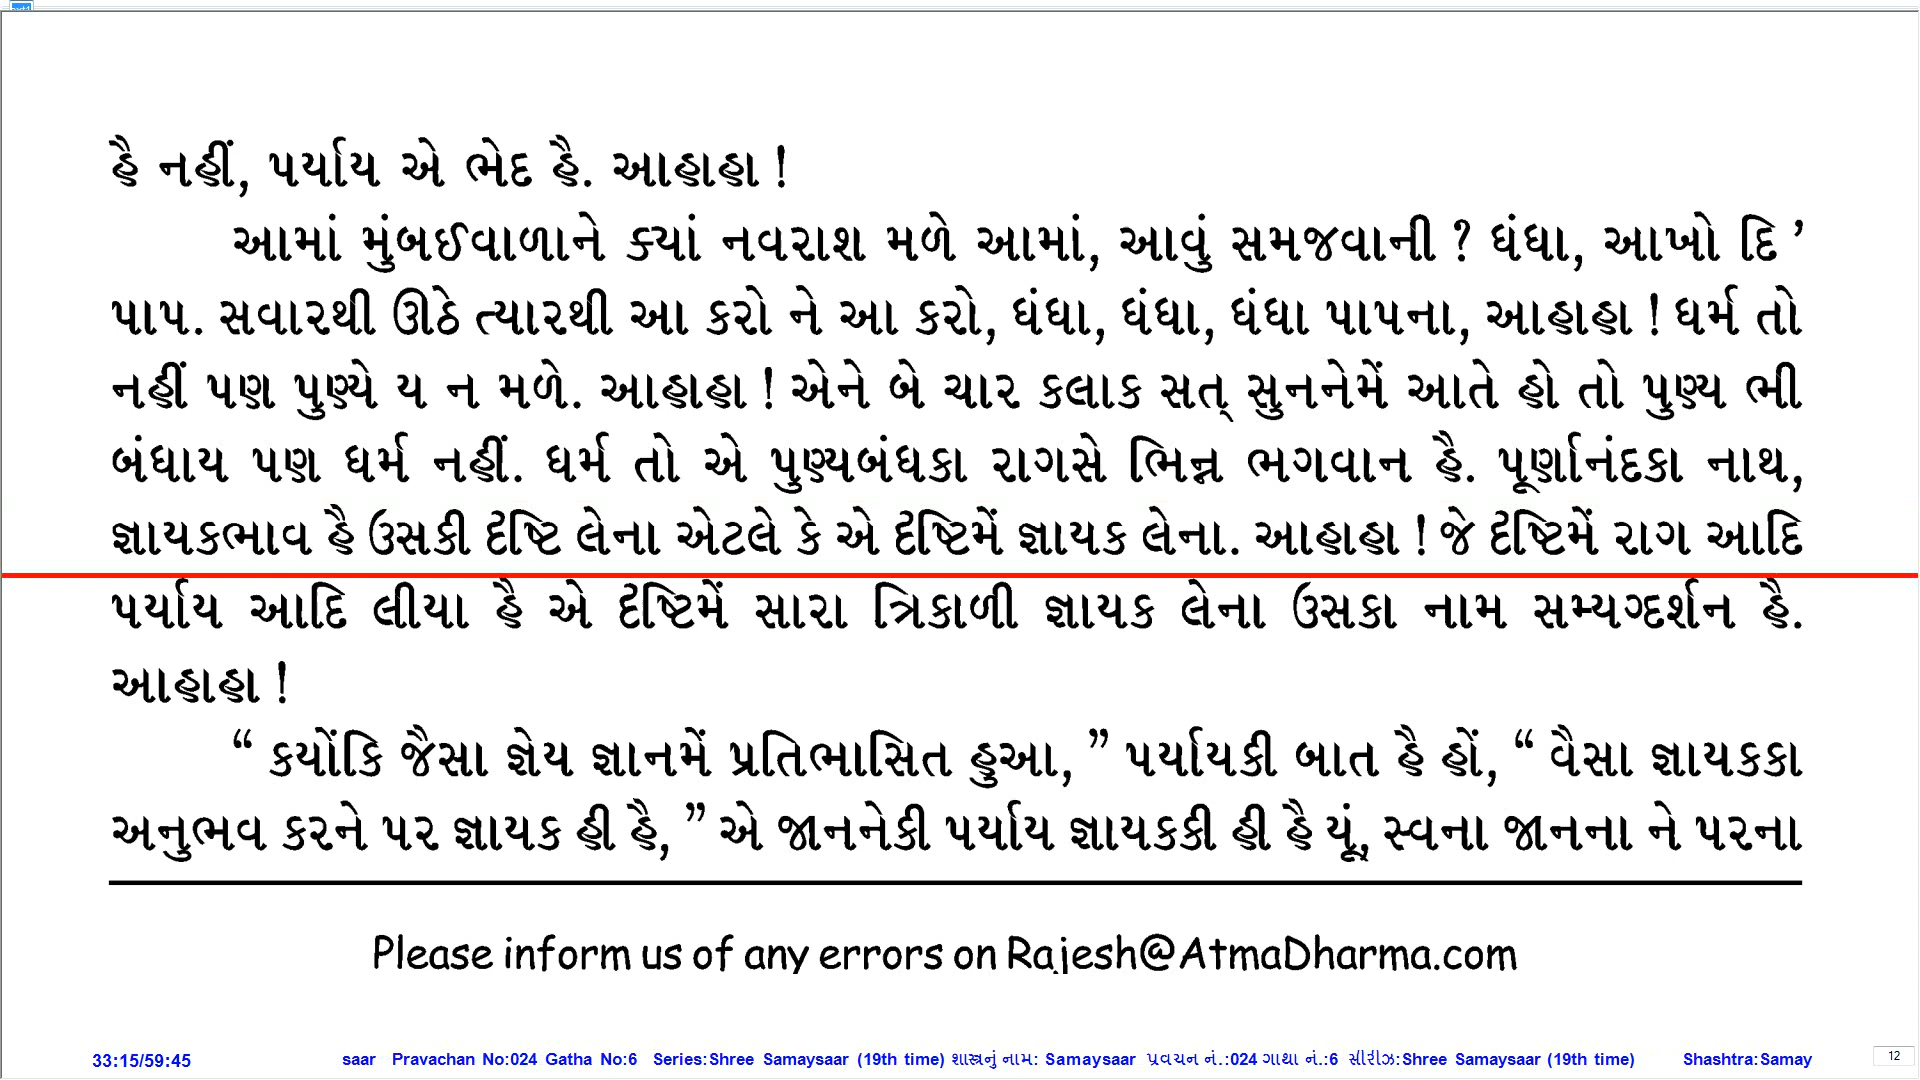 હૈ નહીં, પર્યાય એ ભેદ હૈ. આહાહા !
આમાં મુંબઈવાળાને ક્યાં નવરાશ મળે આમાં, આવું સમજવાની ? ધંધા, આખો દિ ’
પાપ. સવારથી ઊઠે ત્યારથી આ કરો ને આ કરો, ધંધા, ધંધા, ધંધા પાપના, આહાહા ! ધર્મ તો
નહીં પણ પુણ્યે ય ન મળે. આહાહા ! એને બે ચાર કલાક સત્ સુનનેમેં આતે હો તો પુણ્ય ભી
બંધાય પણ ધર્મ નહીં. ધર્મ તો એ પુણ્યબંધકા રાગસે ભિન્ન ભગવાન હૈ. પૂર્ણાનંદકા નાથ,
જ્ઞાયકભાવ હૈ ઉસકી દૃષ્ટિ લેના એટલે કે એ દૃષ્ટિમેં જ્ઞાયક લેના. આહાહા ! જે દૃષ્ટિમેં રાગ આદિ
પર્યાય આદિ લીયા હૈ એ દૃષ્ટિમેં સારા ત્રિકાળી જ્ઞાયક લેના ઉસકા નામ સમ્યગ્દર્શન હૈ.
આહાહા !
“ કયોંકિ જૈસા જ્ઞેય જ્ઞાનમેં પ્રતિભાસિત હુઆ, ” પર્યાયકી બાત હૈ હોં, “ વૈસા જ્ઞાયકકા
અનુભવ કરને પર જ્ઞાયક હી હૈ, ” એ જાનનેકી પર્યાય જ્ઞાયકકી હી હૈ યૂં, સ્વના જાનના ને પરના
Please inform us of any errors on Rajesh@AtmaDharma.com
33:15/59:45 saar Pravachan No:024 Gatha No:6 Series:Shree Samaysaar (19th time) શાસ્ત્રનું નામ: Samaysaar પ્રવચન નં.:024 ગાથા નં.:6 સીરીઝ:Shree Samaysaar (19th time) Shashtra:Samay 12